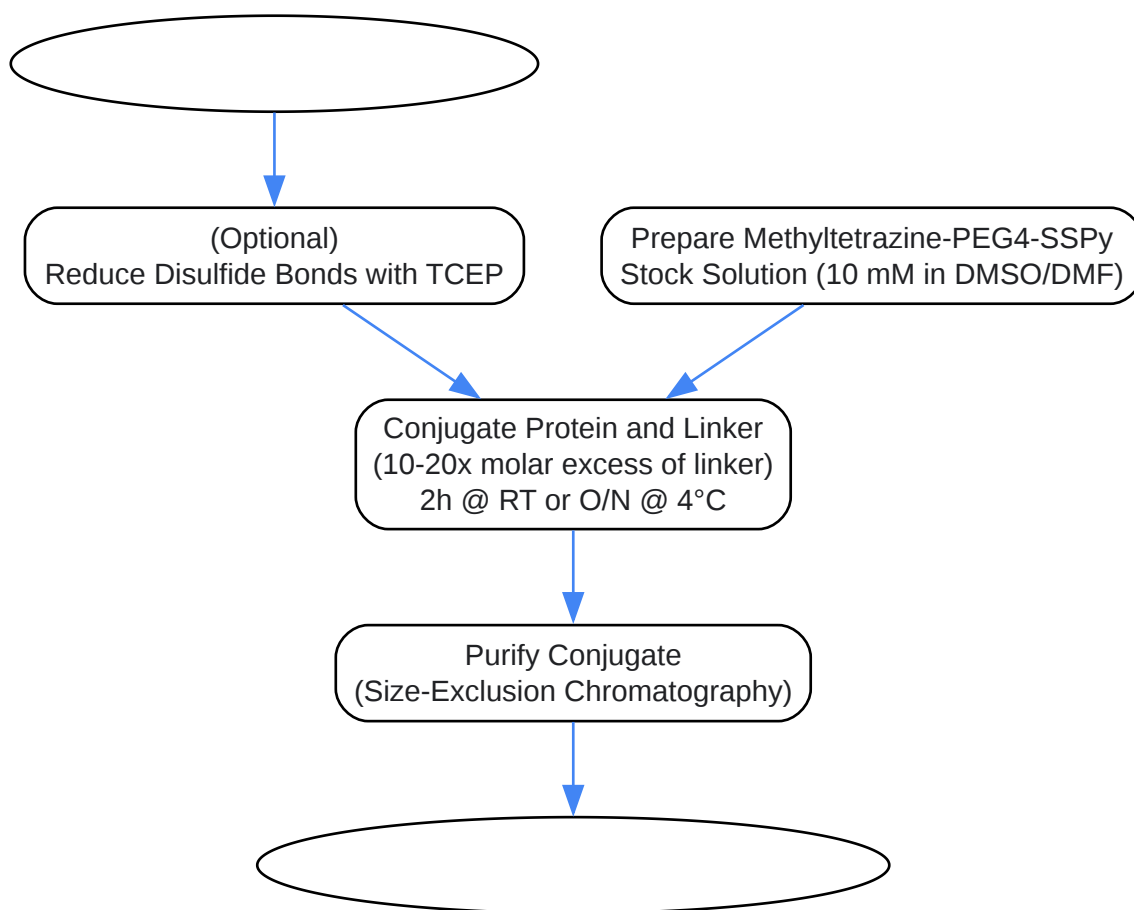 (Optional)
Reduce Disulfide Bonds with TCEP
Prepare Methyltetrazine-PEG4-SSPy
Stock Solution (10 mM in DMSO/DMF)
Conjugate Protein and Linker
(10-20x molar excess of linker)
2h @ RT or O/N @ 4°C
Purify Conjugate
(Size-Exclusion Chromatography)